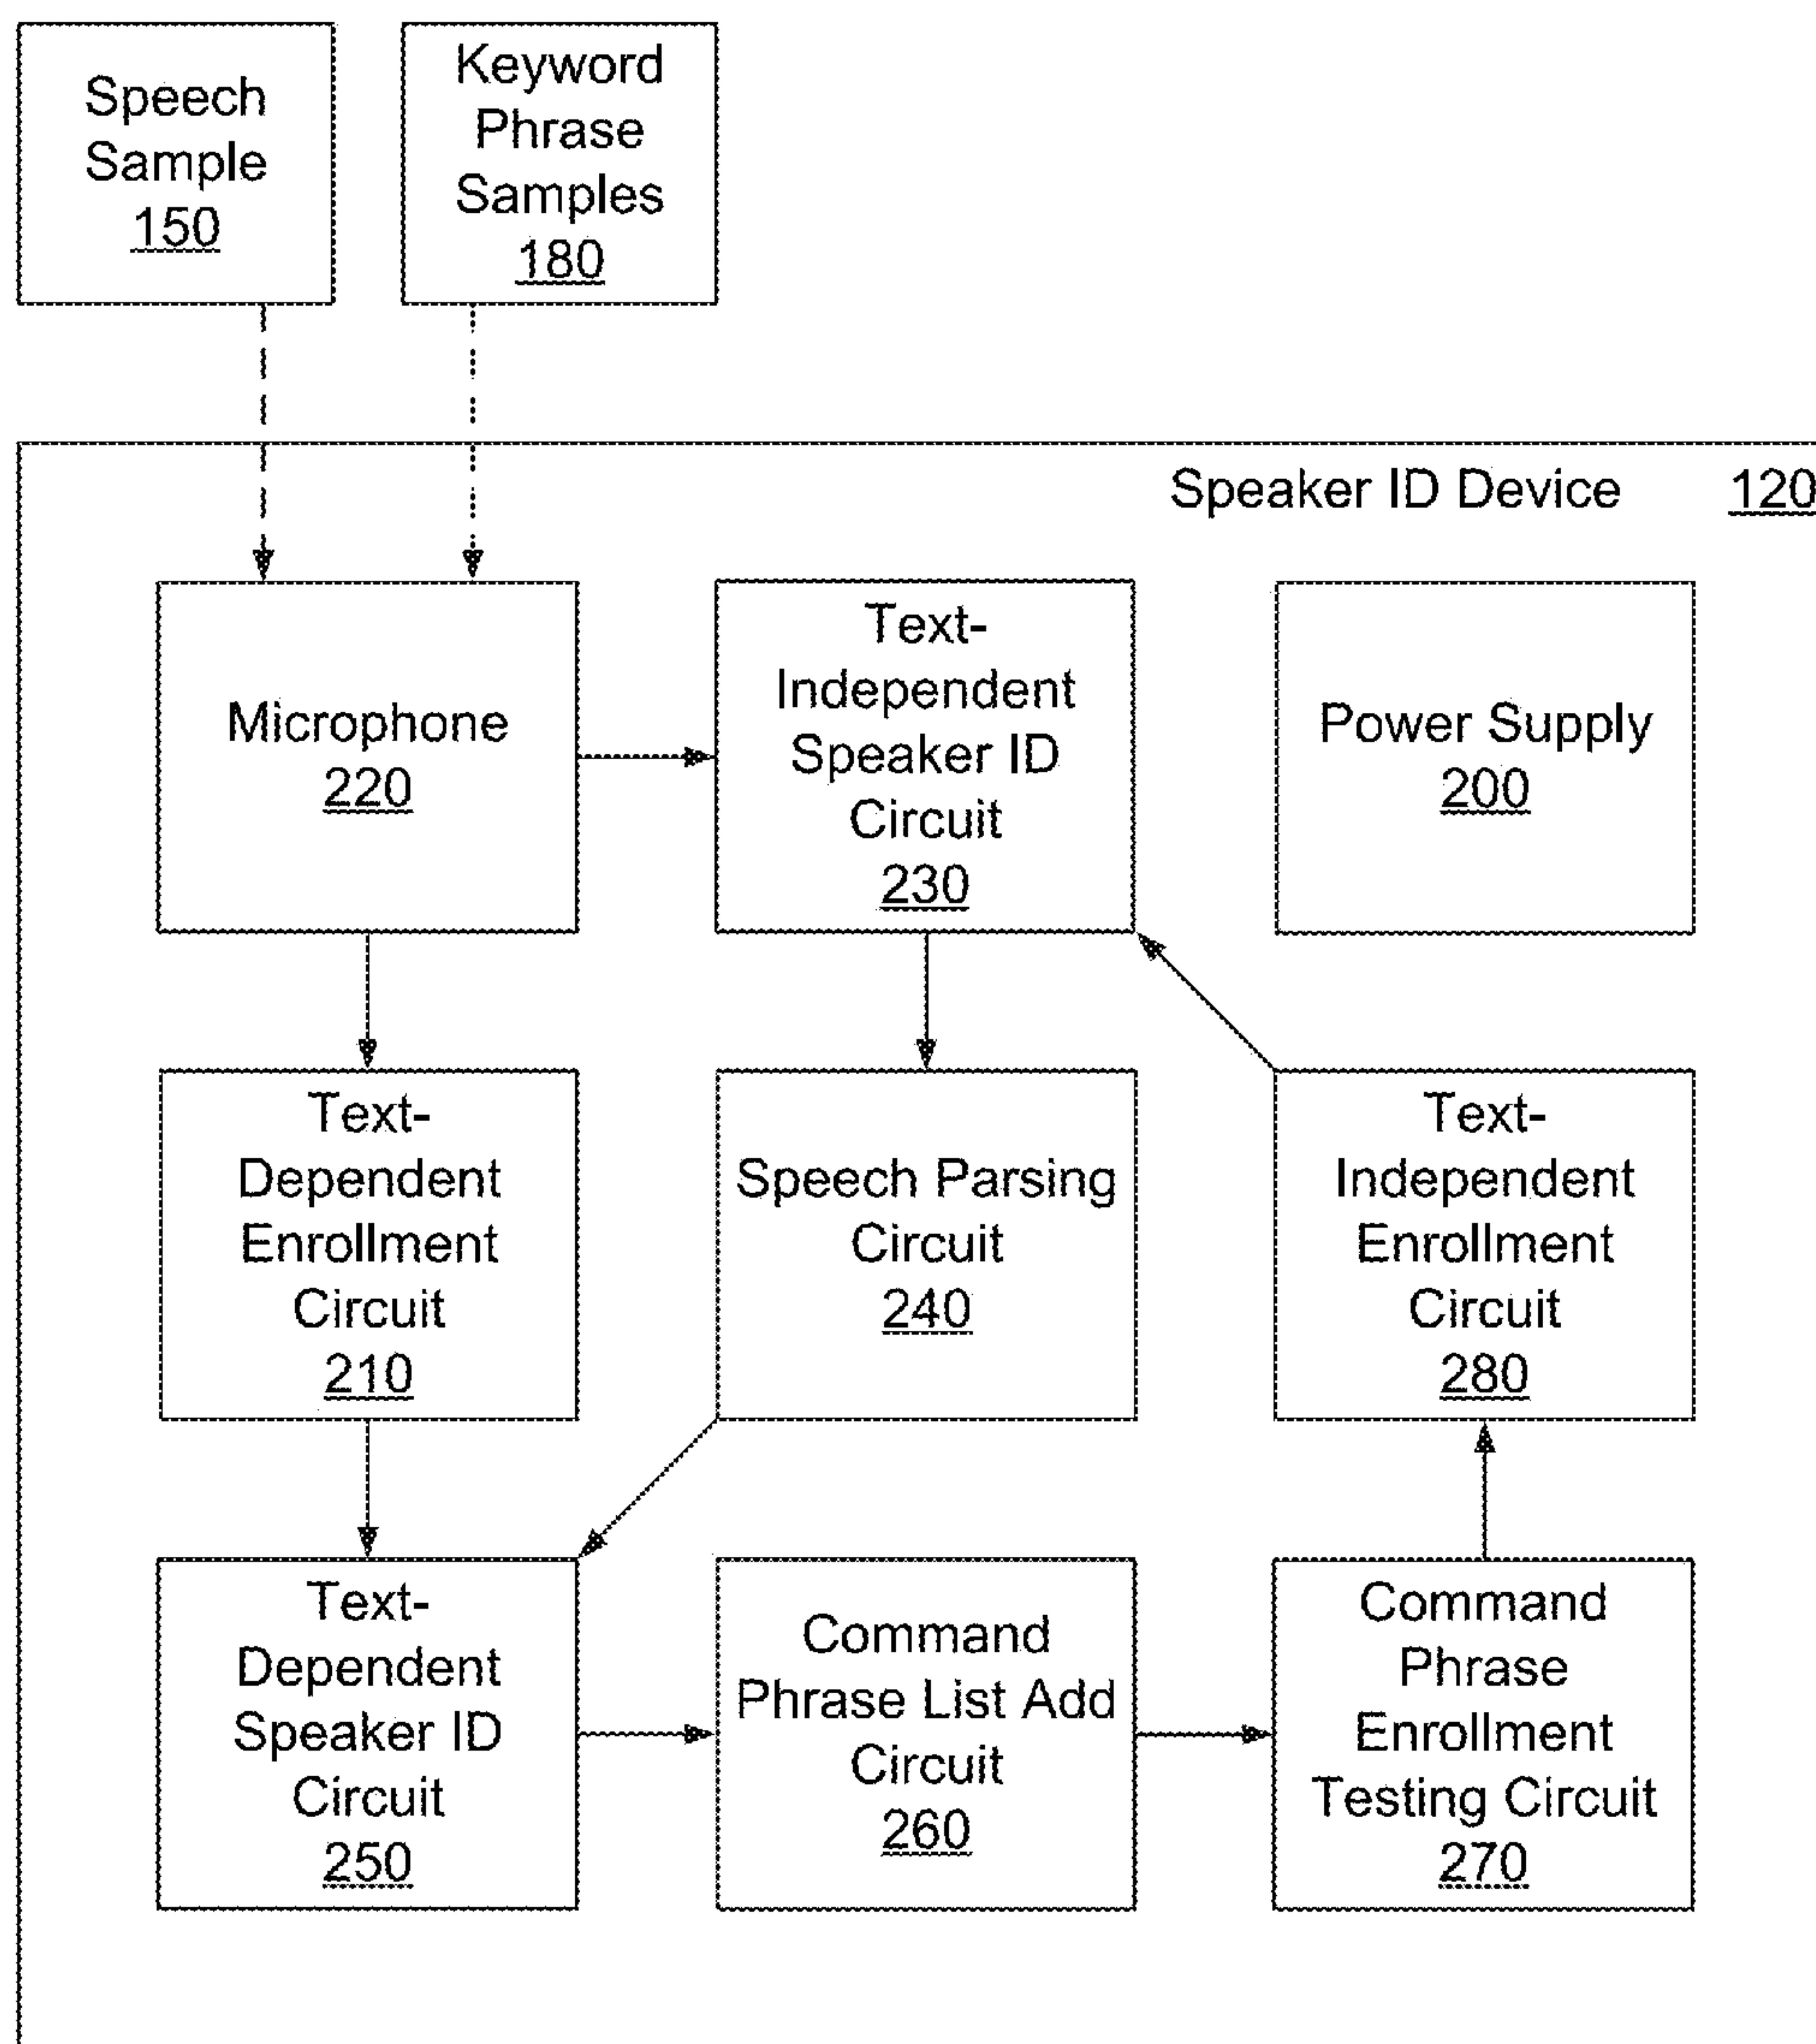 Speech
Sample
150
Keyword
Phrase
Samples
180
Speaker ID Device 120
Microphone
220
Text-
Independent
Speaker ID
Circuit
230
Power Supply
200
Text-
Dependent
Enrollment
Circuit
210
Speech Parsing
Circuit
240
Text-
Independent
Enrollment
Circuit
280
Text-
Dependent
Speaker ID
Circuit
250
Command
Phrase List Add
Circuit
260
Command
Phrase
Enrollment
Testing Circuit
270